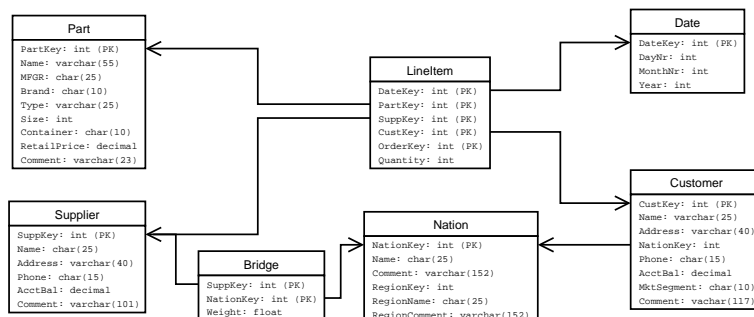 Part
PartKey: int (PK)
Name: varchar(55)
MFGR: char(25)
Brand: char(10)
Type: varchar(25)
Size: int
Container: char(10)
RetailPrice: decimal
Comment: varchar(23)
LineItem
DateKey: int (PK)
PartKey: int (PK)
SuppKey: int (PK)
CustKey: int (PK)
OrderKey: int (PK)
Quantity: int
Date
DateKey: int (PK)
DayNr: int
MonthNr: int
Year: int
Supplier
SuppKey: int (PK)
Name: char(25)
Address: varchar(40)
Phone: char(15)
AcctBal: decimal
Comment: varchar(101)
Bridge
SuppKey: int (PK)
NationKey: int (PK)
Weight: float
Nation
NationKey: int (PK)
Name: char(25)
Comment: varchar(152)
RegionKey: int
RegionName: char(25)
RegionComment: varchar(152)
Customer
CustKey: int (PK)
Name: varchar(25)
Address: varchar(40)
NationKey: int
Phone: char(15)
AcctBal: decimal
MktSegment: char(10)
Comment: vachar(117)